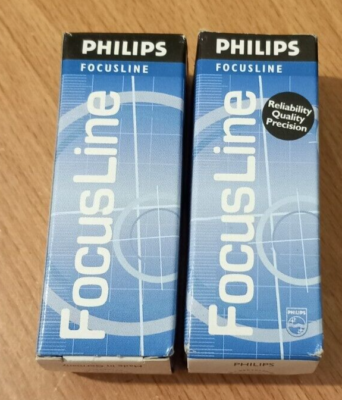 PHILIPS
FOCUSLINE
FocusLine
PHILIPS
FOCUSLINE
Reliability
Quality
Precision
FocusLine
PHILIPS
PHILIPS